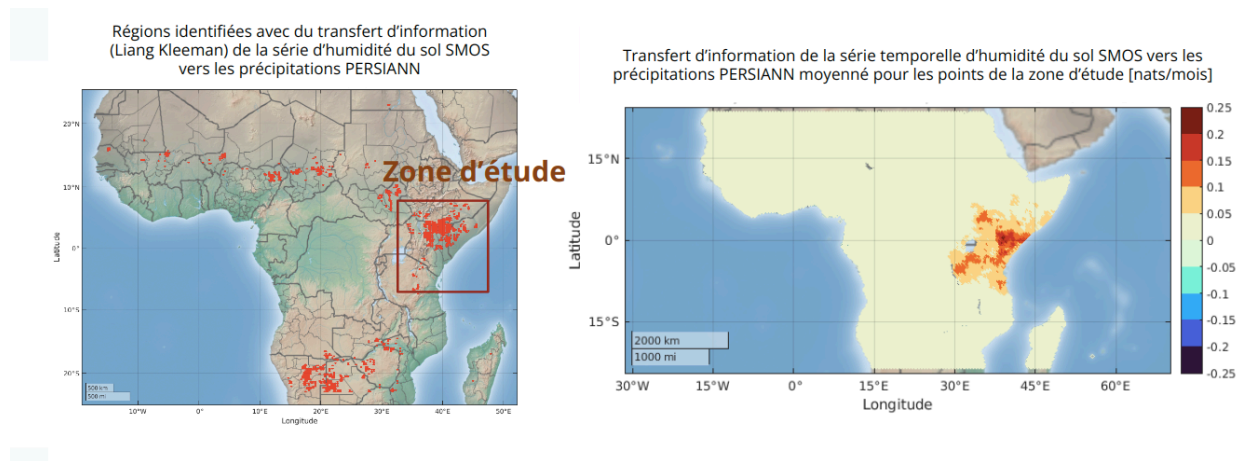 Régions identifiées avec du transfert d'information
(Liang Kleeman) de la série d'humidité du sol SMOS
vers les précipitations PERSIANN
20°N
10°N
0°
10°S
20°S
Latitude
Zone d'étude
500 km
500 mi
10°W 0° 10°E 20°E 30°E 40°E 50°E
Longitude
Transfert d'information de la série temporelle d'humidité du sol SMOS vers les
précipitations PERSIANN moyenné pour les points de la zone d'étude [nats/mois]
15°N
0°
15°S
Latitude
2000 km
1000 mi
30°W 15°W 0° 15°E 30°E 45°E 60°E
Longitude
0.25
0.2
0.15
0.1
0.05
0
-0.05
-0.1
-0.15
-0.2
-0.25